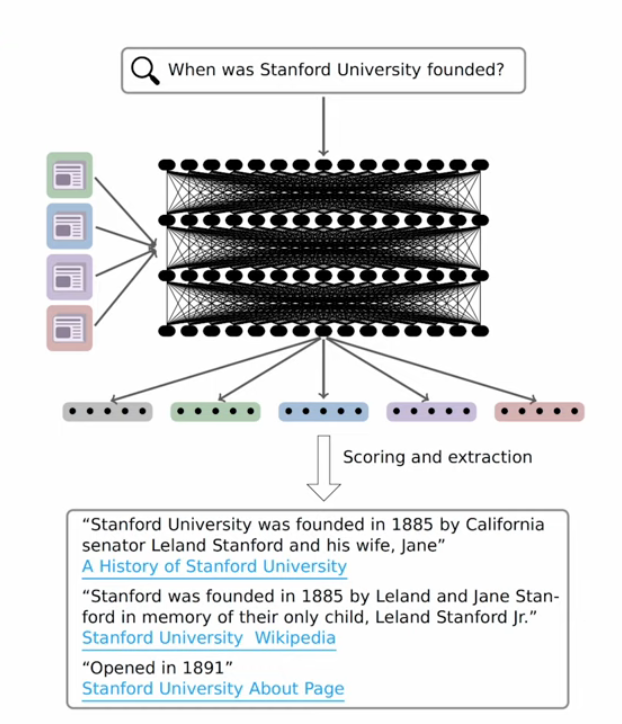 When was Stanford University founded?
Scoring and extraction
“Stanford University was founded in 1885 by California
senator Leland Stanford and his wife, Jane”
A History of Stanford University
“Stanford was founded in 1885 by Leland and Jane Stan-
ford in memory of their only child, Leland Stanford Jr.”
Stanford University Wikipedia
“Opened in 1891”
Stanford University About Page